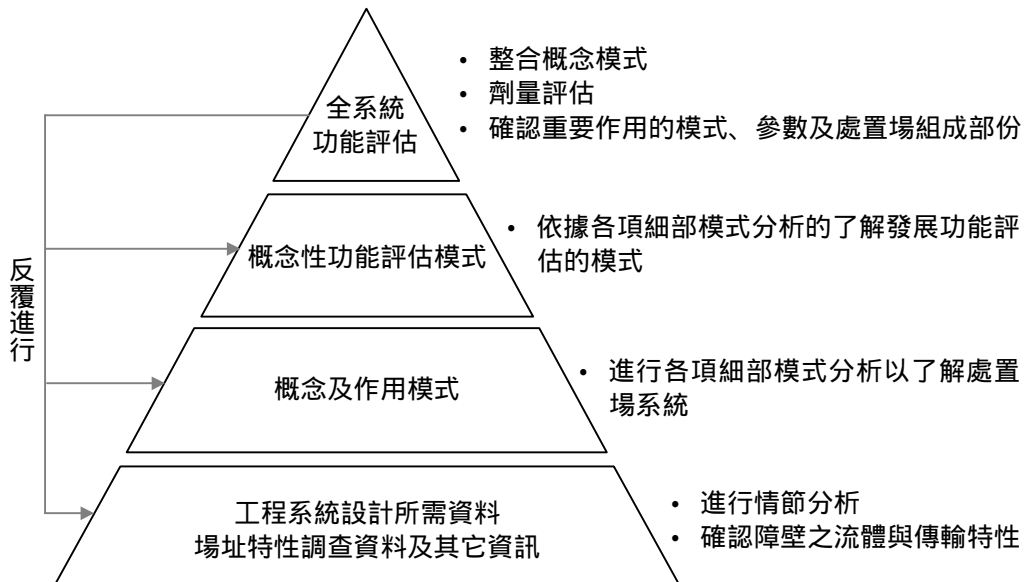 全系統
功能評估
• 整合概念模式
• 劑量評估
• 確認重要作用的模式、參數及處置場組成部份
概念性功能評估模式
• 依據各項細部模式分析的了解發展功能評
估的模式
反覆進行
概念及作用模式
• 進行各項細部模式分析以了解處置
場系統
工程系統設計所需資料
場址特性調查資料及其它資訊
• 進行情節分析
• 確認障壁之流體與傳輸特性